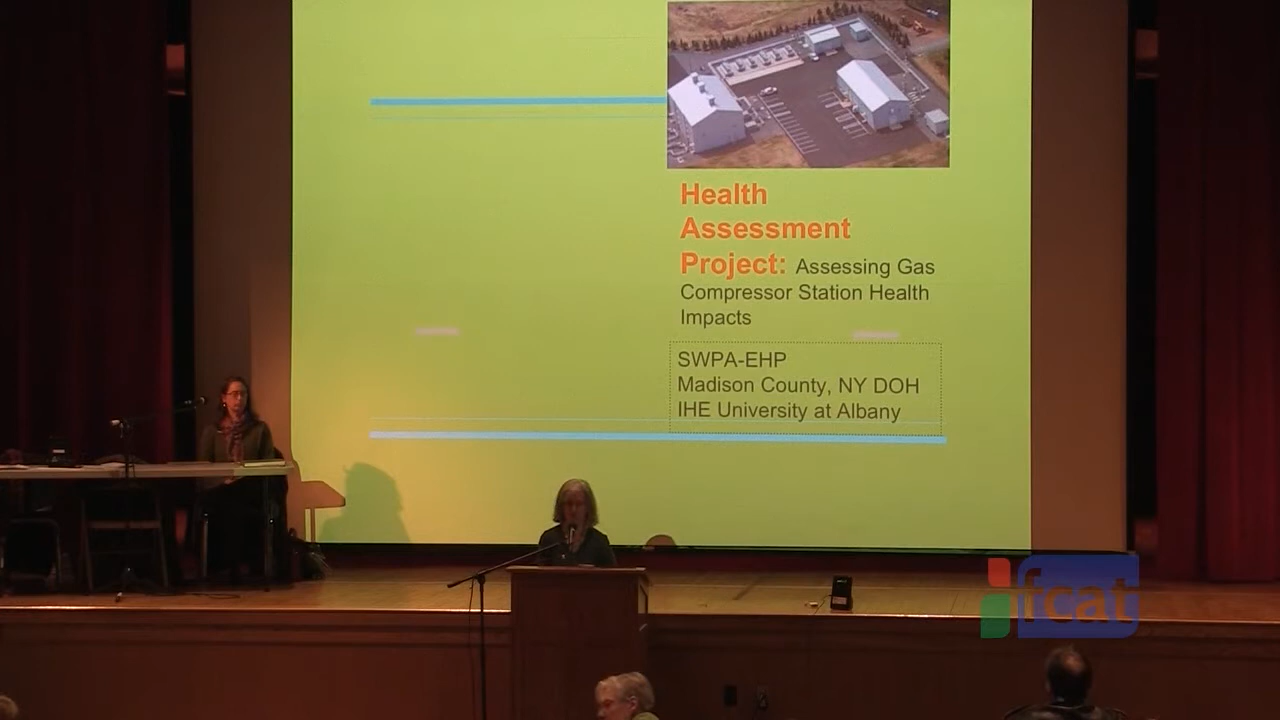 Health
Assessment
Project: Assessing Gas
Compressor Station Health
Impacts
SWPA-EHP
Madison County, NY DOH
IHE University at Albany
fcat